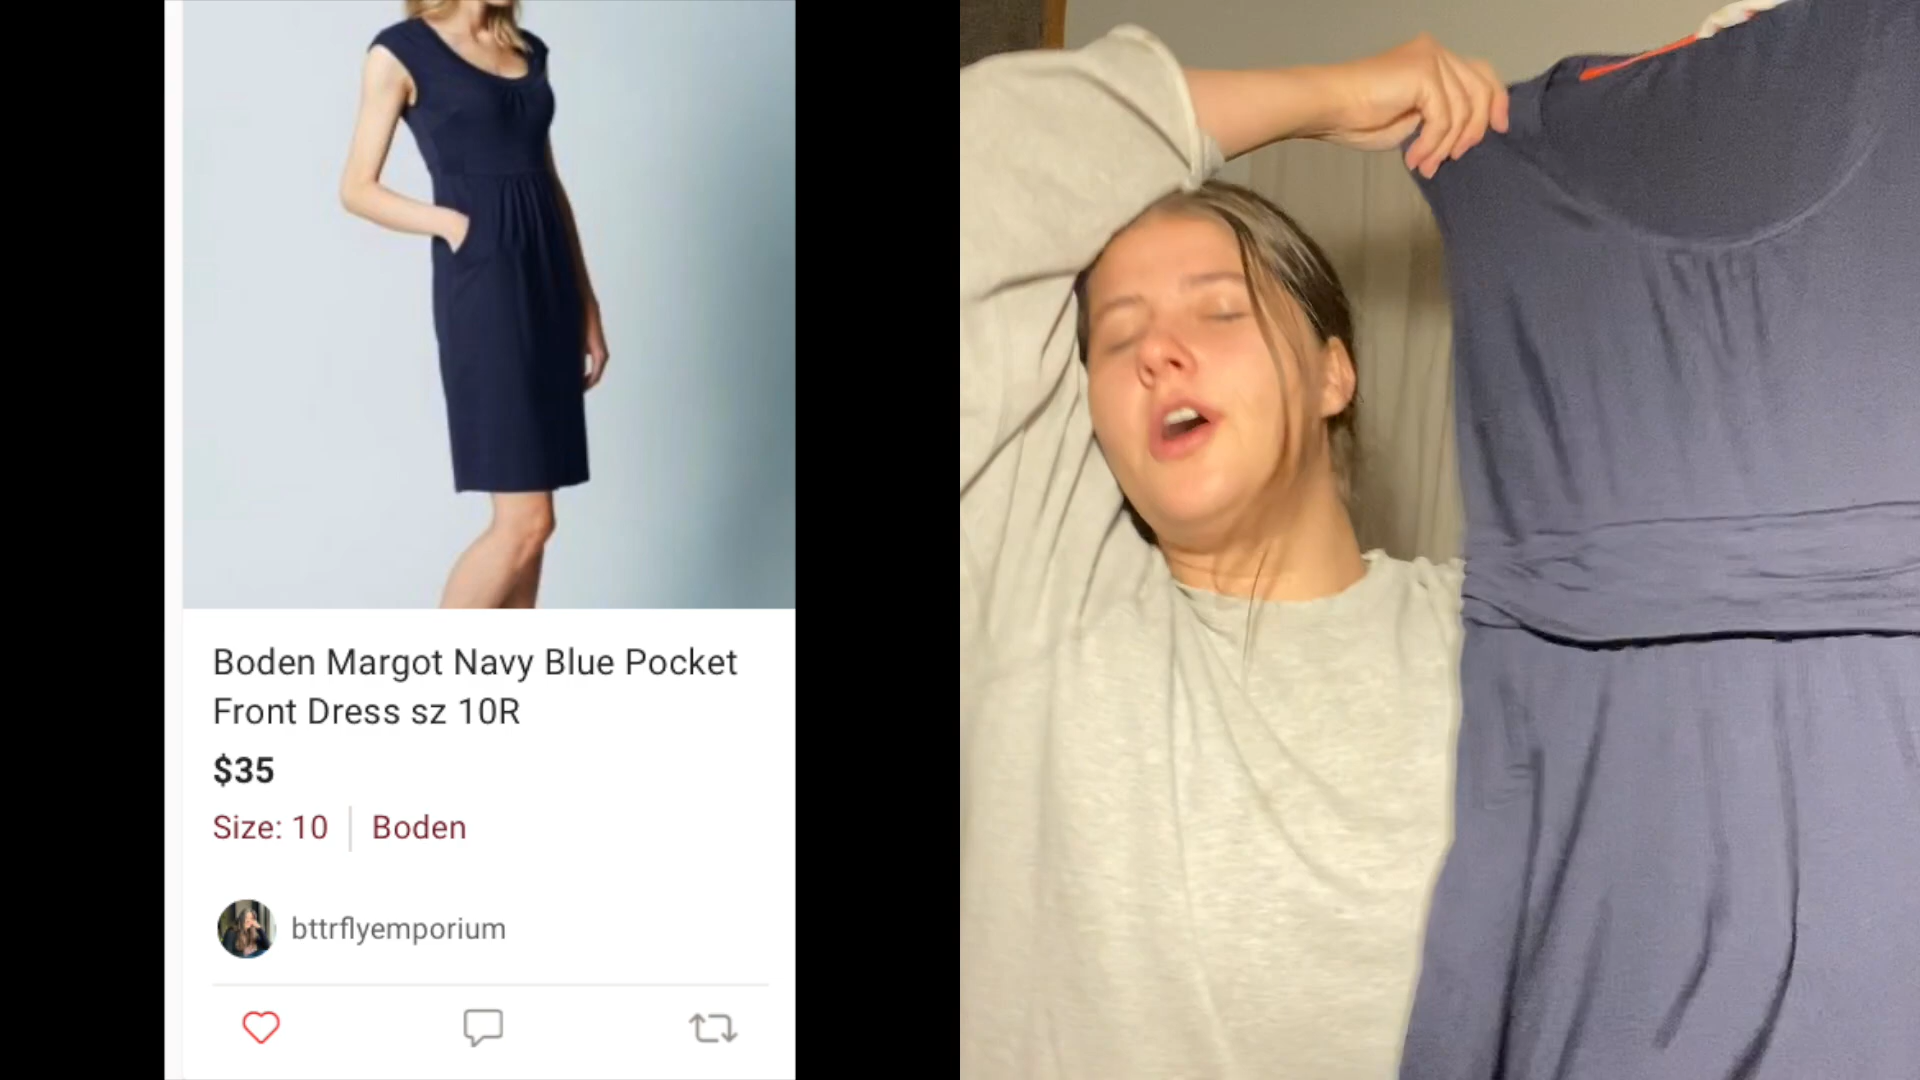 Boden Margot Navy Blue Pocket
Front Dress sz 10R
$35
Size: 10
Boden
bttrflyemporium